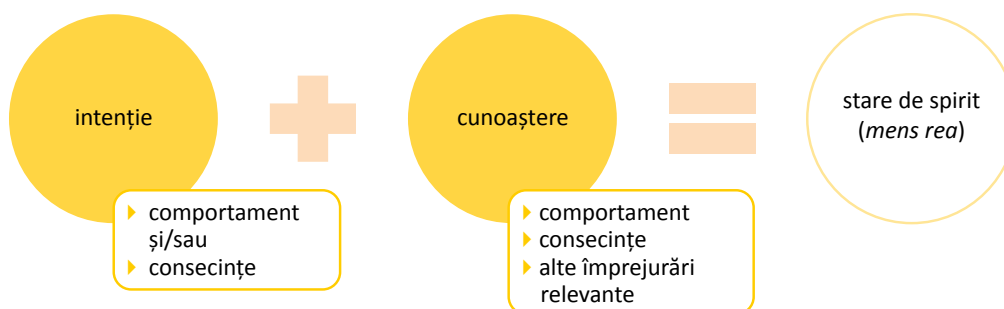 intenție
cunoaștere
stare de spirit
(mens rea)
comportament
și/sau
consecințe
comportament
consecințe
alte împrejurări
relevante